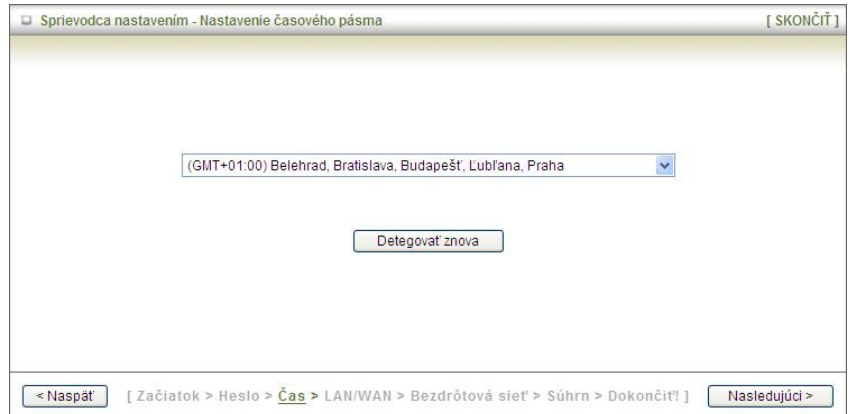 Sprievodca nastavením - Nastavenie časového pásma [ SKONČIŤ ]
(GMT+01:00) Belehrad, Bratislava, Budapešť, Ľubľana, Praha
Detegovať znova
< Naspäť [ Začiatok > Heslo > Čas > LAN/WAN > Bezdrôtová sieť > Súhrn > Dokončiť! ] Nasledujúci >